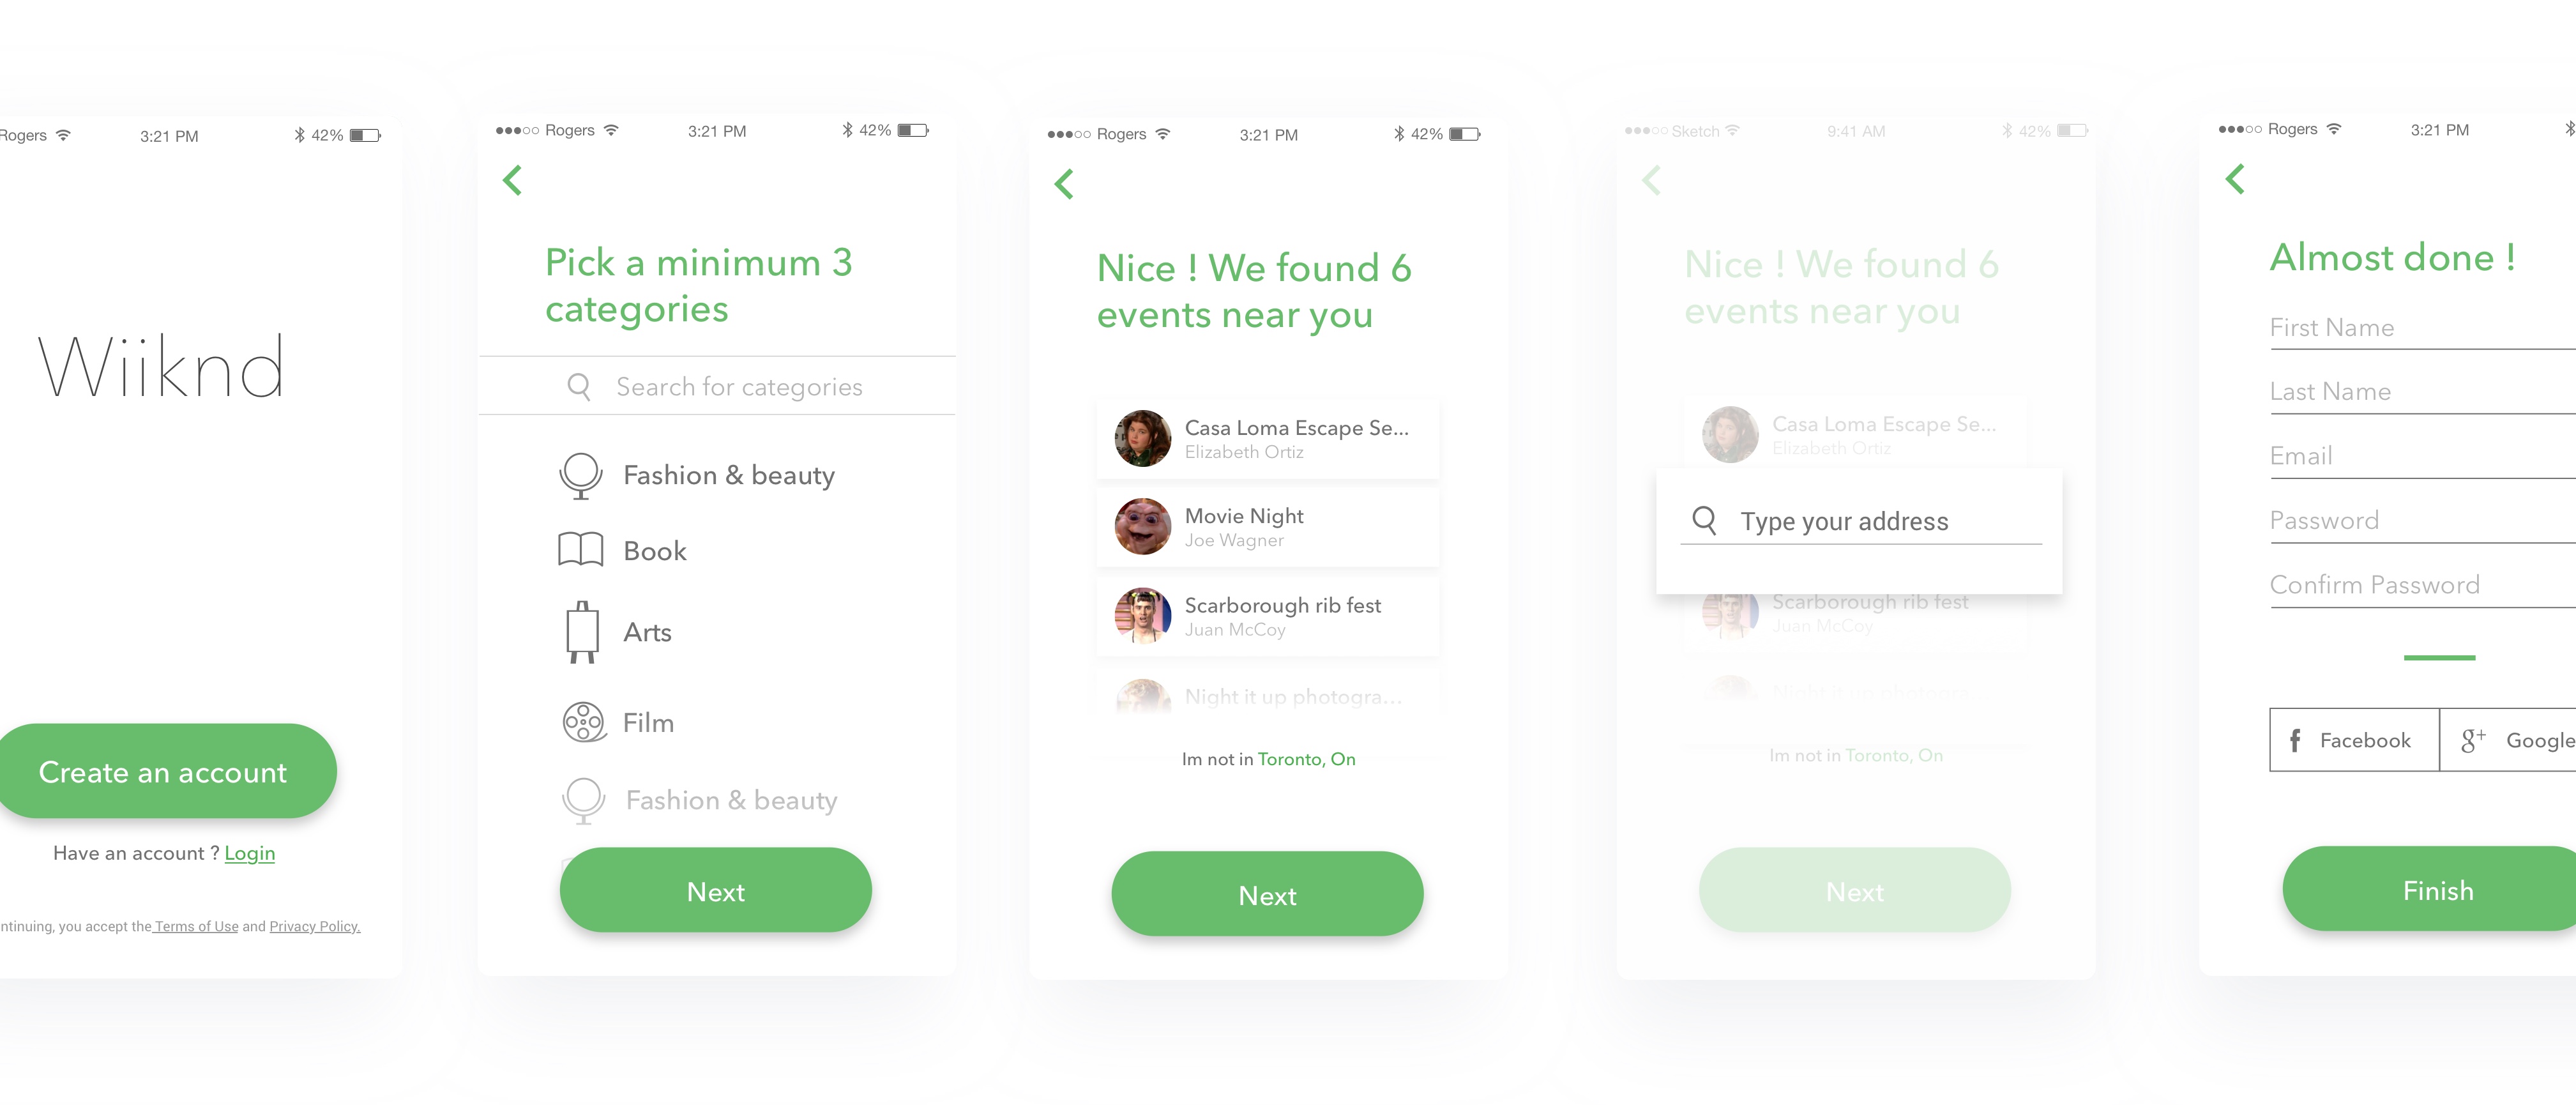 Rogers 3:21 PM 42%
Wiiknd
Create an account
Have an account ? Login
ntinuing, you accept the Terms of Use and Privacy Policy.
Rogers 3:21 PM 42%
Pick a minimum 3
categories
Search for categories
Fashion & beauty
Book
Arts
Film
Fashion & beauty
Next
Rogers 3:21 PM 42%
Nice ! We found 6
events near you
Casa Loma Escape Se...
Elizabeth Ortiz
Movie Night
Joe Wagner
Scarborough rib fest
Juan McCoy
Night it up photogra...
Im not in Toronto, On
Next
Sketch 9:41 AM 42%
Nice ! We found 6
events near you
Casa Loma Escape Se...
Elizabeth Ortiz
Type your address
Scarborough rib fest
Juan McCoy
Night it up photogra...
Im not in Toronto, On
Next
Rogers 3:21 PM
Almost done !
First Name
Last Name
Email
Password
Confirm Password
f Facebook
g+ Google
Finish